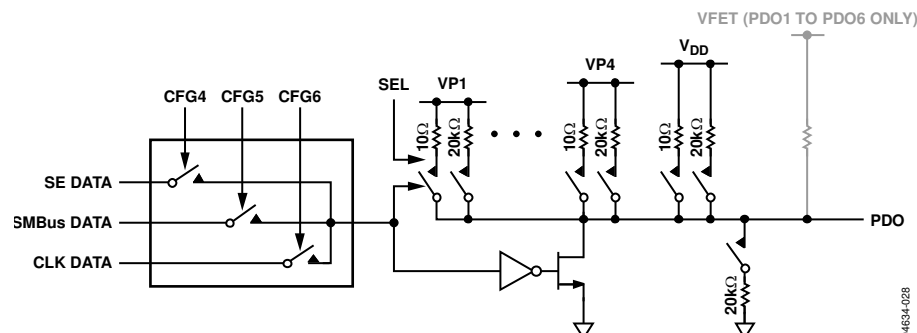 VFET (PDO1 TO PDO6 ONLY)
VDD
SEL
VP1
VP4
CFG4 CFG5 CFG6
10Ω
20kΩ
10Ω
20kΩ
10Ω
20kΩ
SE DATA
SMBus DATA
CLK DATA
PDO
20kΩ
4634-028